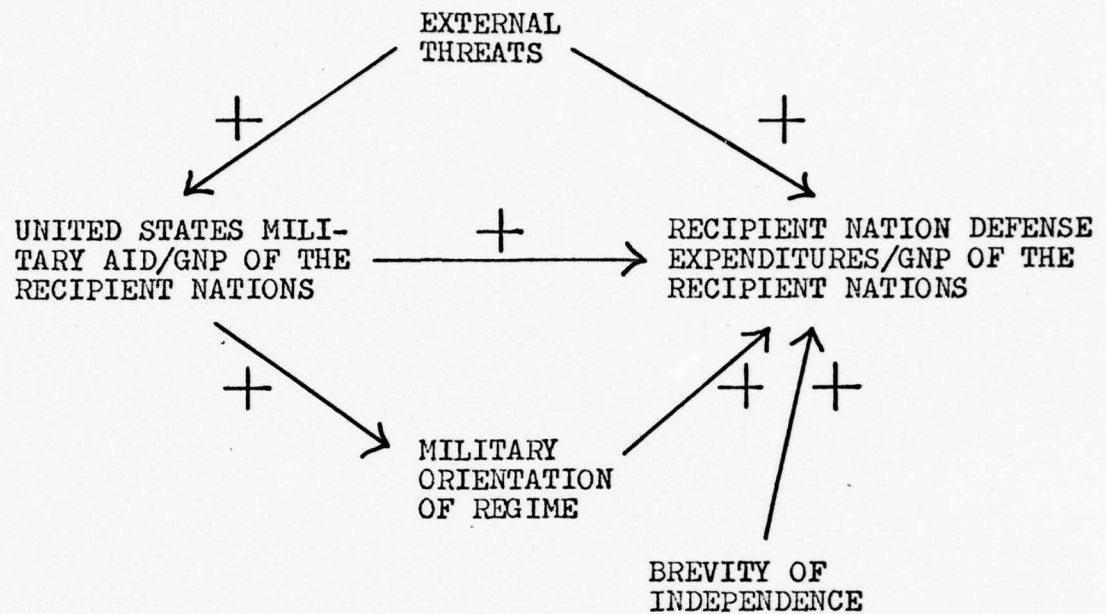 EXTERNAL
THREATS
+
+
UNITED STATES MILI-
TARY AID/GNP OF THE
RECIPIENT NATIONS
+
RECIPIENT NATION DEFENSE
EXPENDITURES/GNP OF THE
RECIPIENT NATIONS
+
+
+
MILITARY
ORIENTATION
OF REGIME
BREVITY OF
INDEPENDENCE